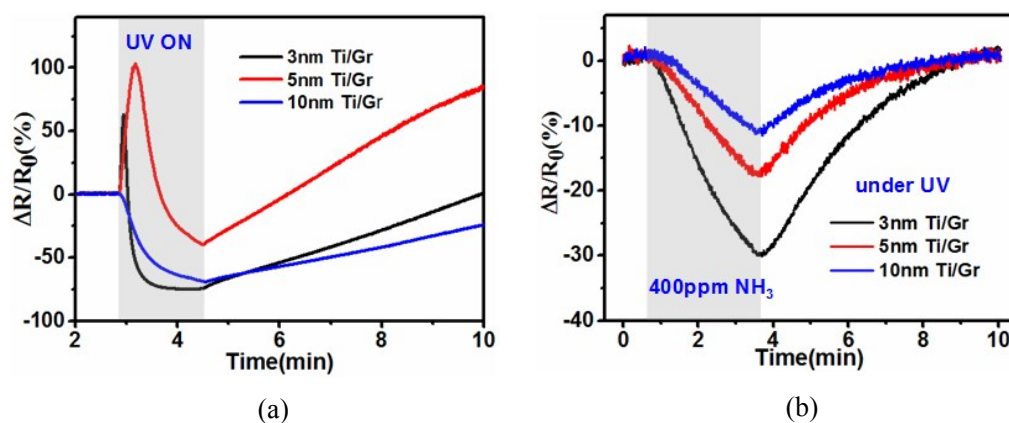 UV ON
3nm Ti/Gr
5nm Ti/Gr
10nm Ti/Gr
100
50
0
-50
-100
ΔR/R₀(%)
2 4 6 8 10
Time(min)
(a)
0
-10
-20
-30
-40
ΔR/R₀(%)
under UV
3nm Ti/Gr
5nm Ti/Gr
10nm Ti/Gr
400ppm NH₃
0 2 4 6 8 10
Time(min)
(b)